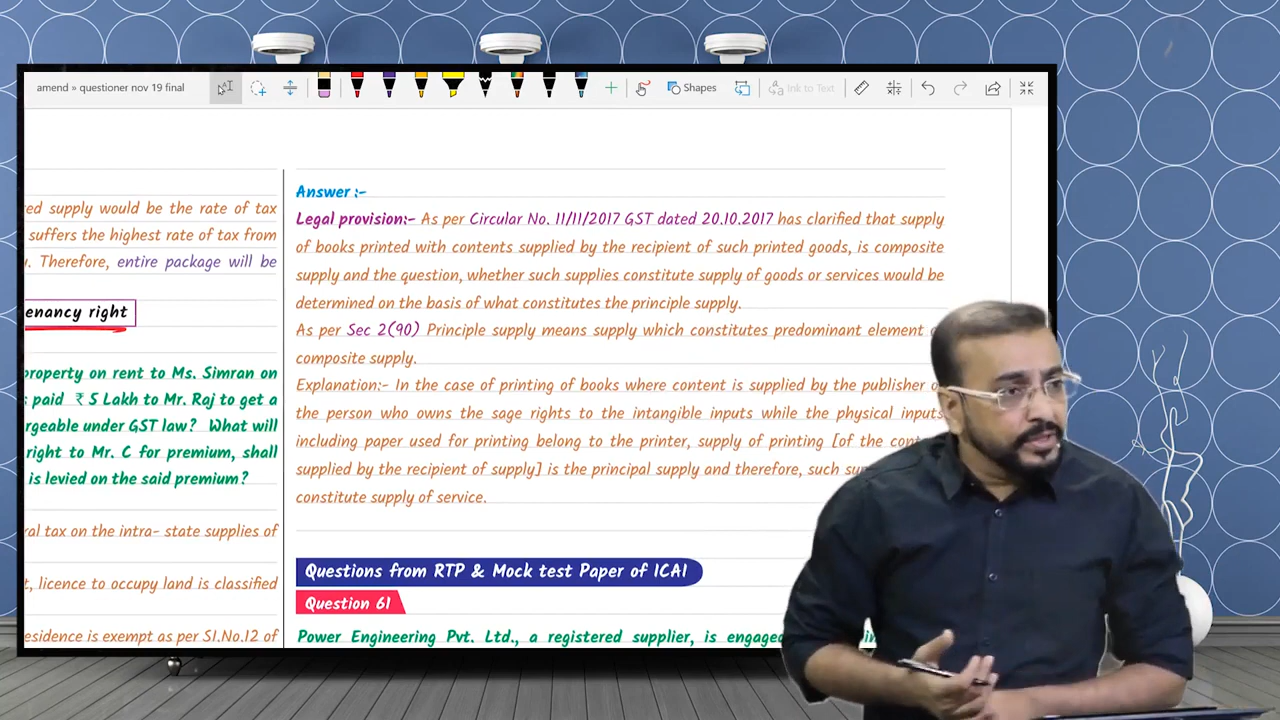 amend » questioner nov 19 final
Shapes
Ink to Text
ed supply would be the rate of tax
suffers the highest rate of tax from
. Therefore, entire package will be
enancy right
property on rent to Ms. Simran on
paid ₹ 5 Lakh to Mr. Raj to get a
rgeable under GST law? What will
right to Mr. C for premium, shall
is levied on the said premium?
ral tax on the intra- state supplies of
t, licence to occupy land is classified
esidence is exempt as per Sl.No.12 of
Answer :-
Legal provision:- As per Circular No. 11/11/2017 GST dated 20.10.2017 has clarified that supply
of books printed with contents supplied by the recipient of such printed goods, is composite
supply and the question, whether such supplies constitute supply of goods or services would be
determined on the basis of what constitutes the principle supply.
As per Sec 2(90) Principle supply means supply which constitutes predominant element
composite supply.
Explanation:- In the case of printing of books where content is supplied by the publisher
the person who owns the sage rights to the intangible inputs while the physical inputs
including paper used for printing belong to the printer, supply of printing [of the
supplied by the recipient of supply] is the principal supply and therefore, such
constitute supply of service.
Questions from RTP & Mock test Paper of ICAI
Question 61
Power Engineering Pvt. Ltd., a registered supplier, is engaged